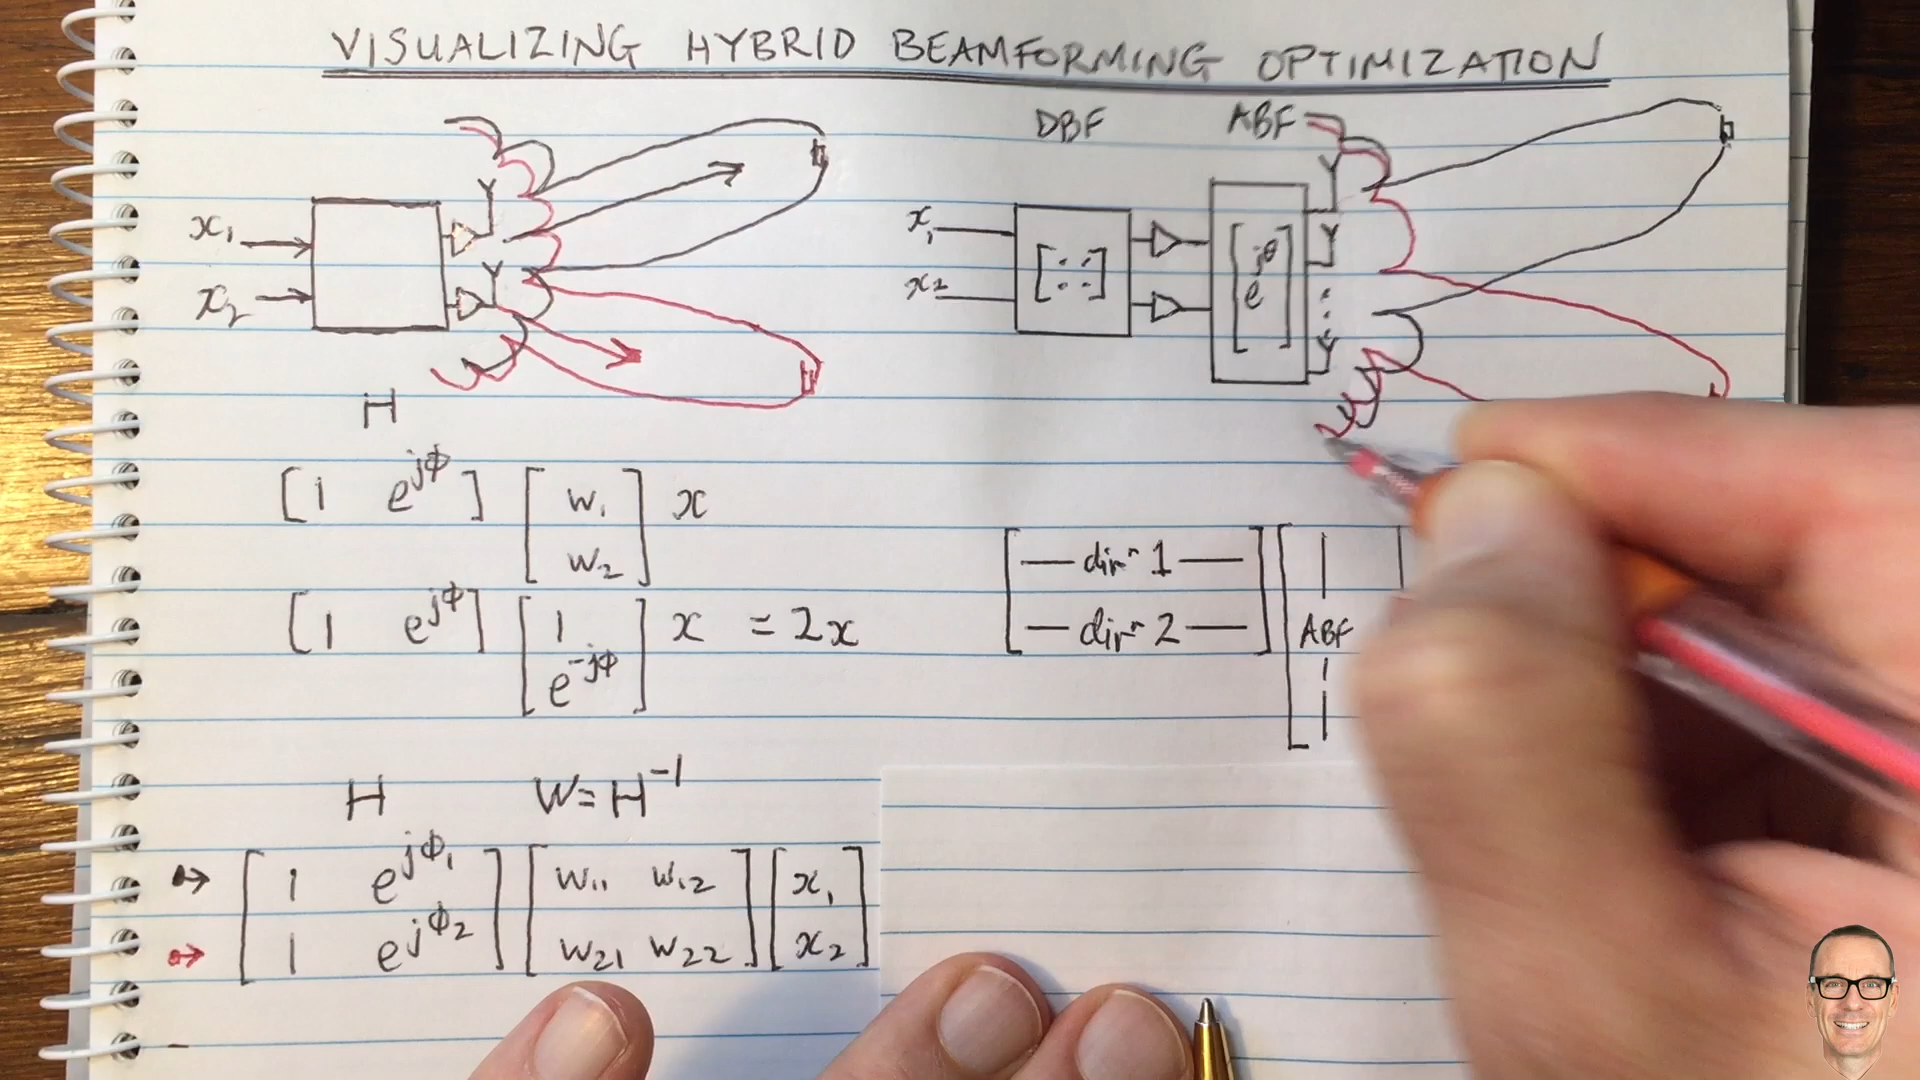 VISUALIZING HYBRID BEAMFORMING OPTIMIZATION
x₁
x₂
H
[1 e^{jφ}] [w₁ w₂] x
[1 e^{jφ}] [1 e^{-jφ}] x = 2x
H W=H⁻¹
[1 e^{jφ₁}] [w₁₁ w₁₂] [x₁]
[1 e^{jφ₂}] [w₂₁ w₂₂] [x₂]
DBF ABF
x₁
x₂
[∷] [e^{jθ}]
dirⁿ 1
dirⁿ 2 ABF